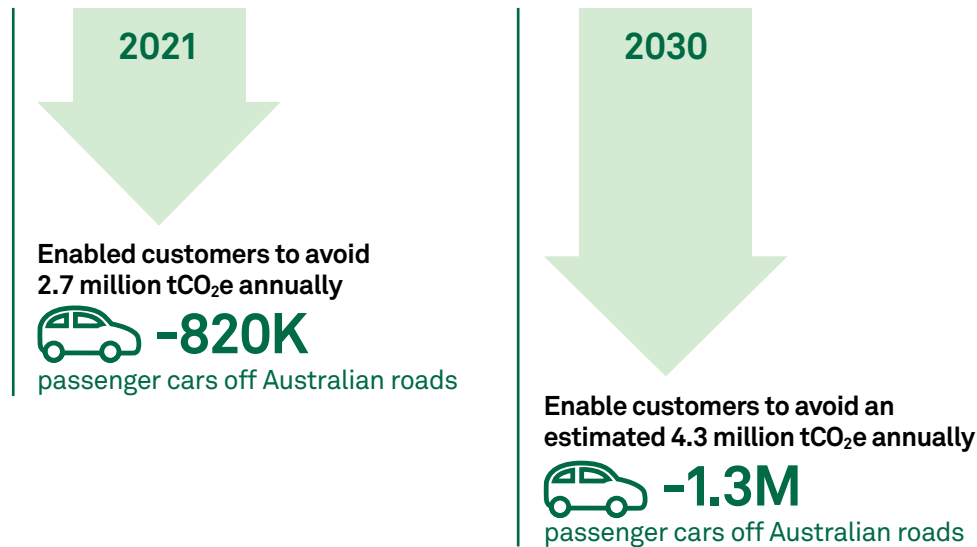 2021
Enabled customers to avoid
2.7 million tCO₂e annually
-820K
passenger cars off Australian roads
2030
Enable customers to avoid an
estimated 4.3 million tCO₂e annually
-1.3M
passenger cars off Australian roads